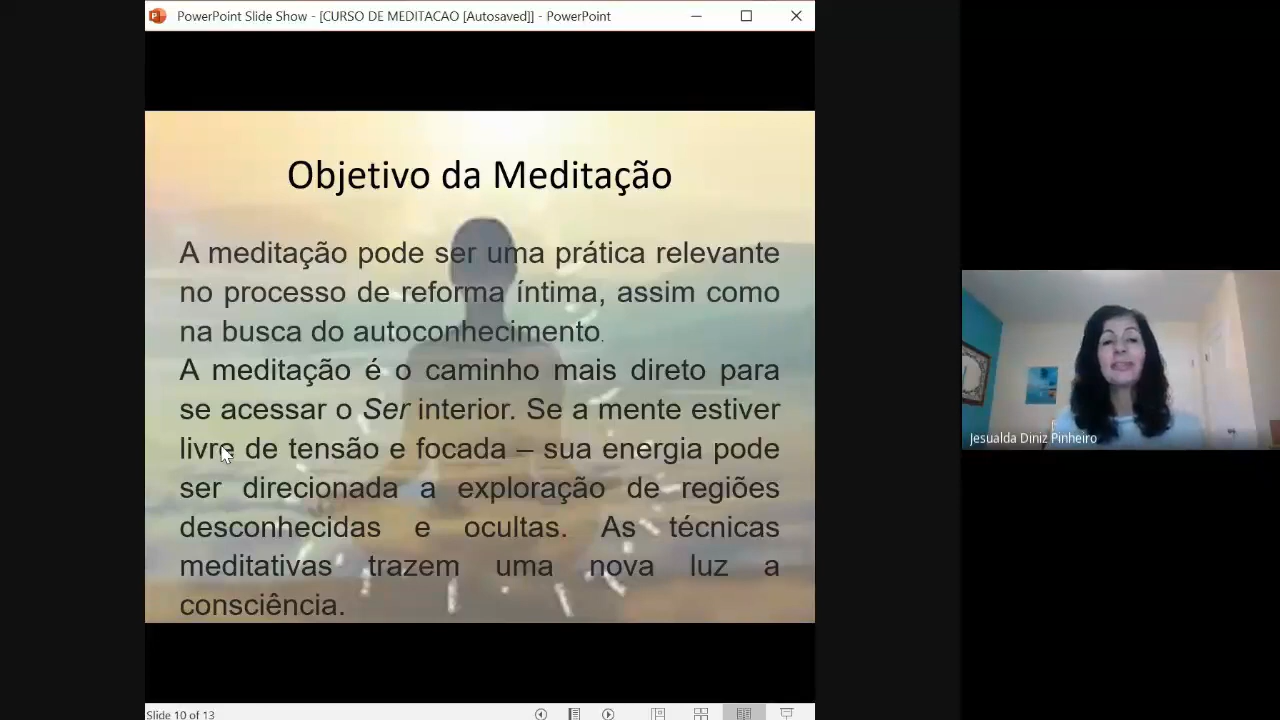 PowerPoint Slide Show - [CURSO DE MEDITACAO [Autosaved]] - PowerPoint
Objetivo da Meditação
A meditação pode ser uma prática relevante
no processo de reforma íntima, assim como
na busca do autoconhecimento.
A meditação é o caminho mais direto para
se acessar o Ser interior. Se a mente estiver
livre de tensão e focada – sua energia pode
ser direcionada a exploração de regiões
desconhecidas e ocultas. As técnicas
meditativas trazem uma nova luz a
consciência.
Jesualda Diniz Pinheiro
Slide 10 of 13